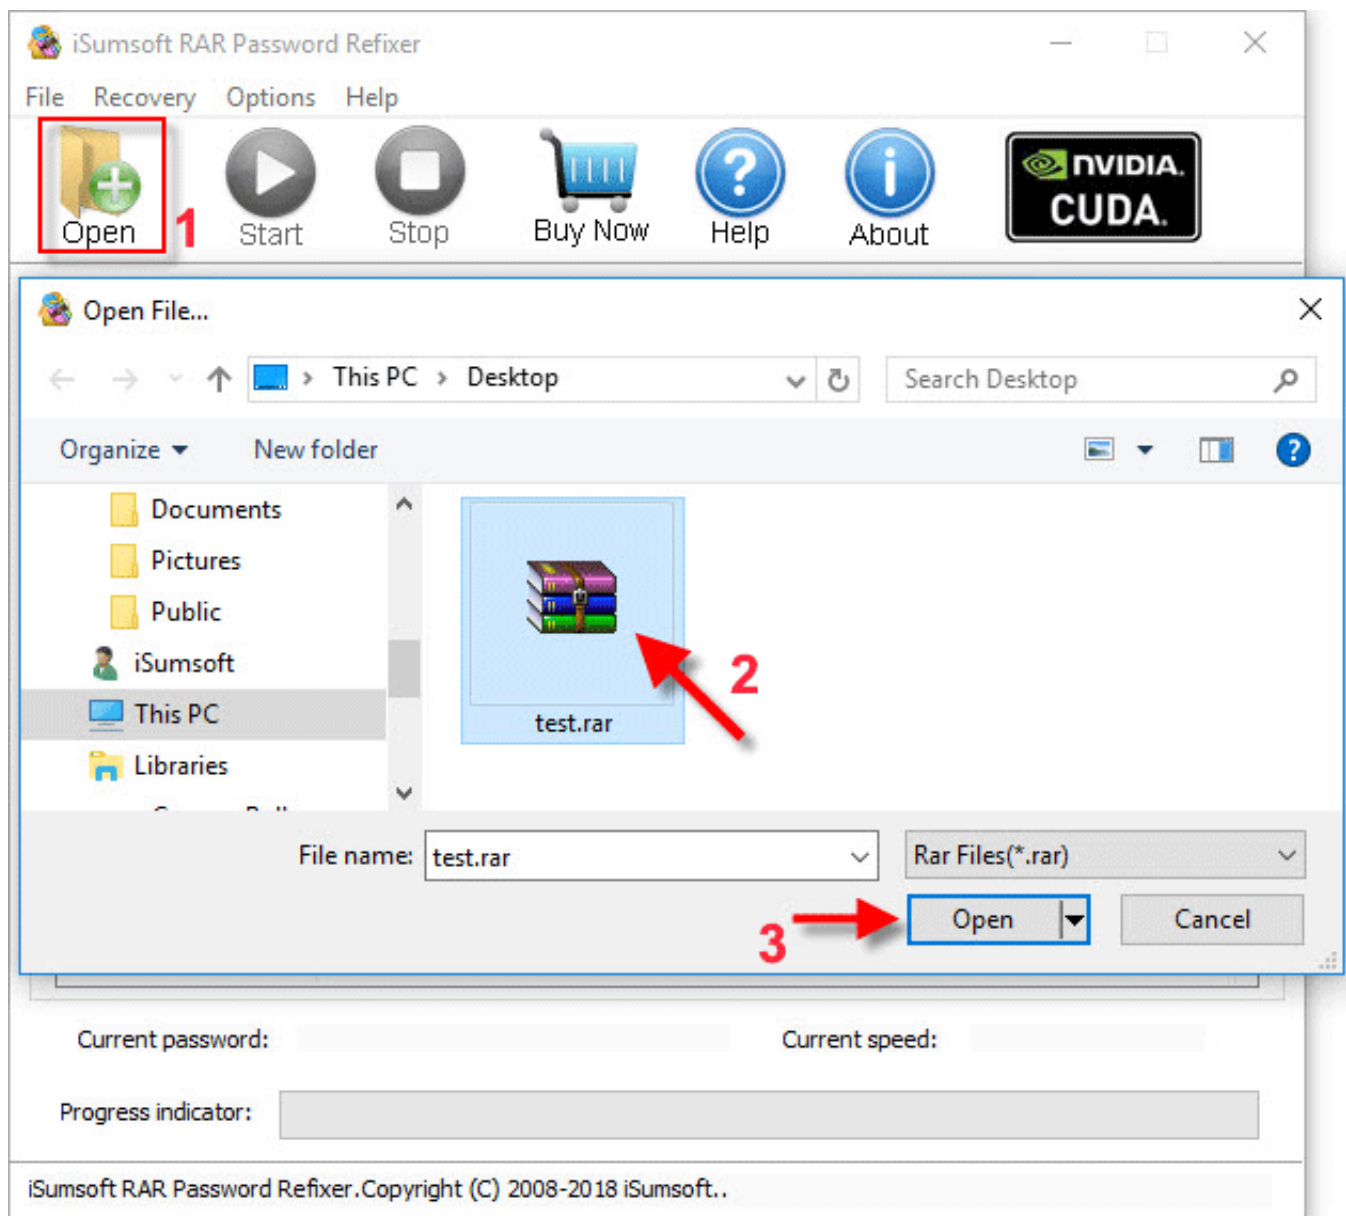 iSumsoft RAR Password Refixer
File Recovery Options Help
Open 1 Start Stop Buy Now Help About NVIDIA. CUDA.
Open File...
This PC > Desktop Search Desktop
Organize New folder
Documents
Pictures
Public
iSumsoft
This PC
Libraries
2
test.rar
File name: test.rar Rar Files(*.rar)
3 Open Cancel
Current password: Current speed:
Progress indicator:
iSumsoft RAR Password Refixer.Copyright (C) 2008-2018 iSumsoft..